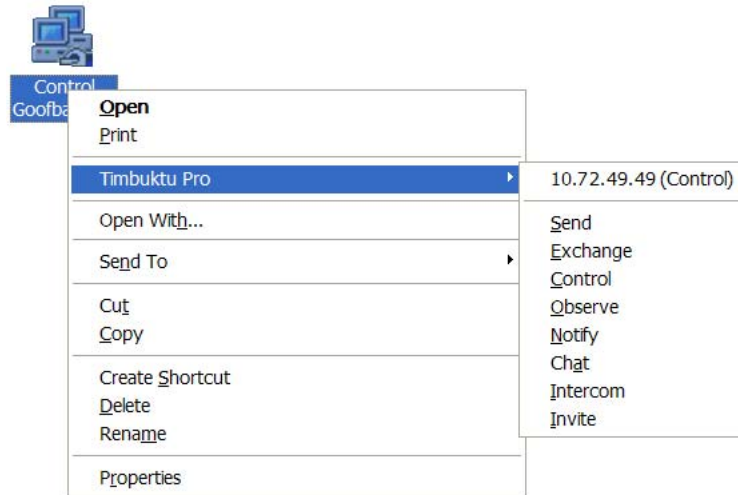 Control
Goofba
Open
Print
Timbuktu Pro
Open With...
Send To
Cut
Copy
Create Shortcut
Delete
Rename
Properties
10.72.49.49 (Control)
Send
Exchange
Control
Observe
Notify
Chat
Intercom
Invite